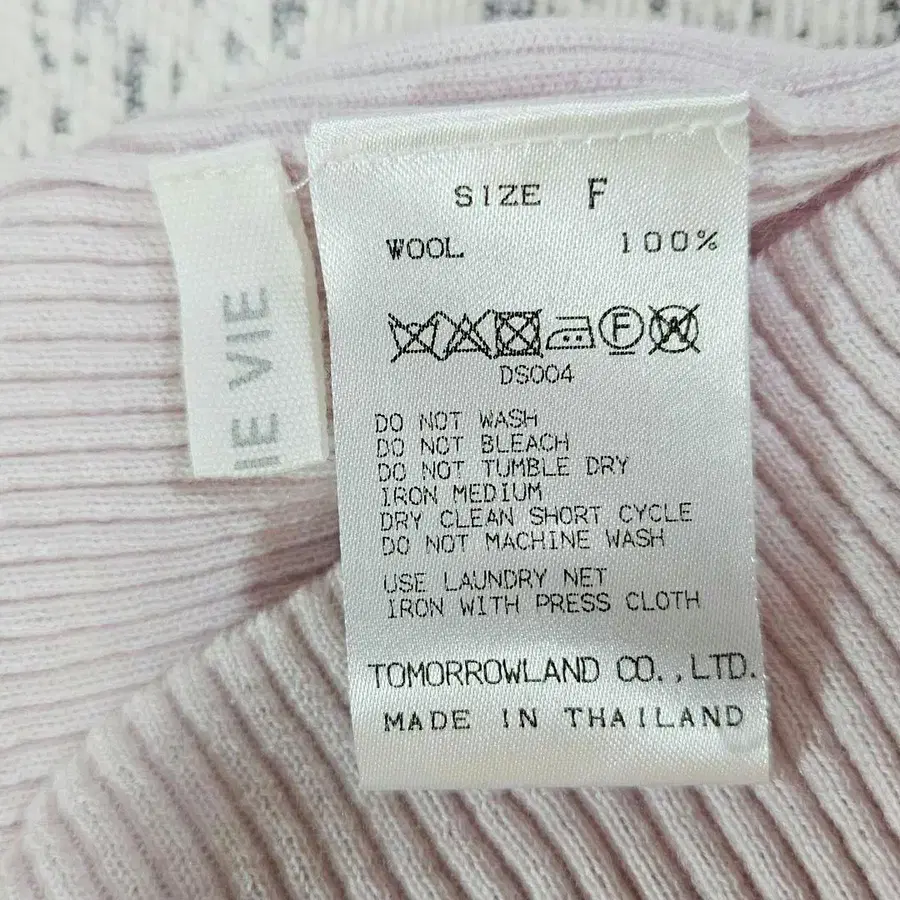 SIZE F
WOOL 100%
F W
DS004
DO NOT WASH
DO NOT BLEACH
DO NOT TUMBLE DRY
IRON MEDIUM
DRY CLEAN SHORT CYCLE
DO NOT MACHINE WASH
USE LAUNDRY NET
IRON WITH PRESS CLOTH
TOMORROWLAND CO.,LTD.
MADE IN THAILAND
VIE